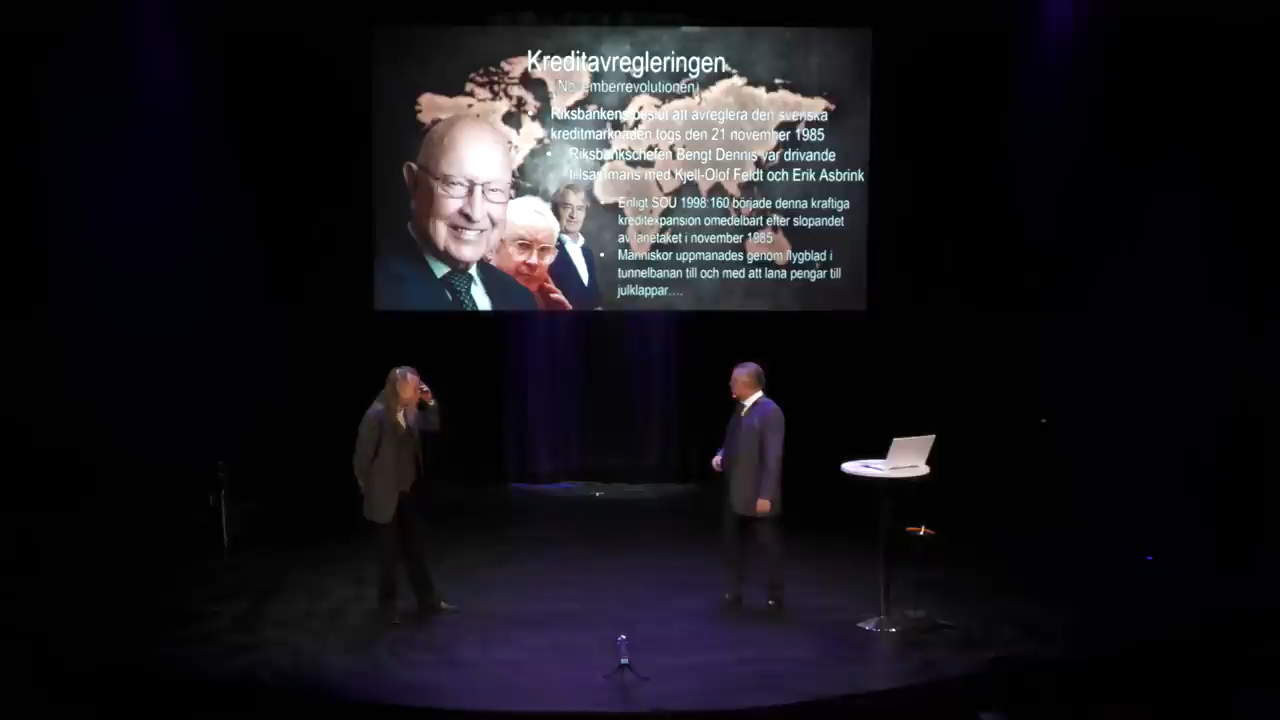 Kreditavregleringen
(Novemberrevolutionen)
• Riksbankens beslut att avreglera den svenska
kreditmarknaden togs den 21 november 1985
• Riksbankschefen Bengt Dennis var drivande
tillsammans med Kjell-Olof Feldt och Erik Asbrink
• Enligt SOU 1998:160 började denna kraftiga
kreditexpansion omedelbart efter slopandet
av lånetaket i november 1985
• Människor uppmanades genom flygblad i
tunnelbanan till och med att låna pengar till
julklappar....